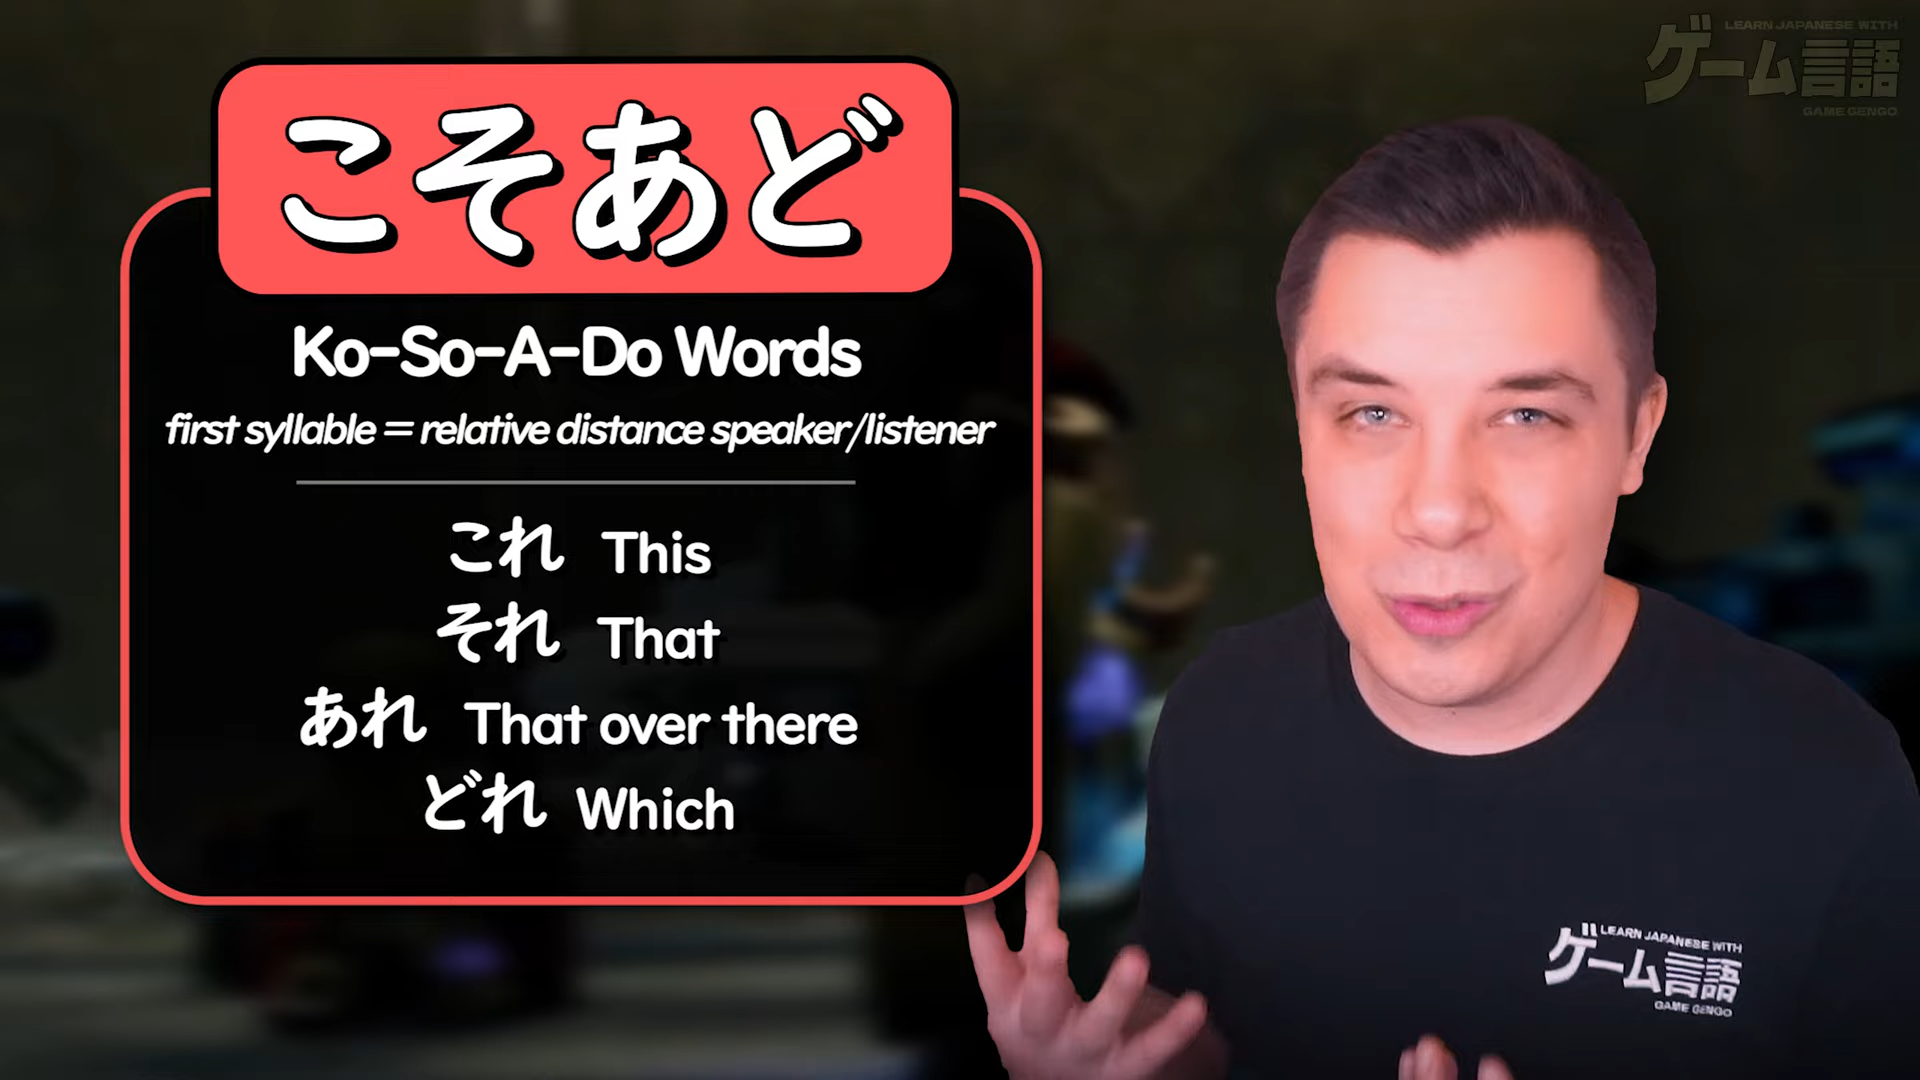 LEARN JAPANESE WITH
ゲーム言語
GAME GENGO
こそあど
Ko-So-A-Do Words
first syllable = relative distance speaker/listener
これ This
それ That
あれ That over there
どれ Which
LEARN JAPANESE WITH
ゲーム言語
GAME GENGO